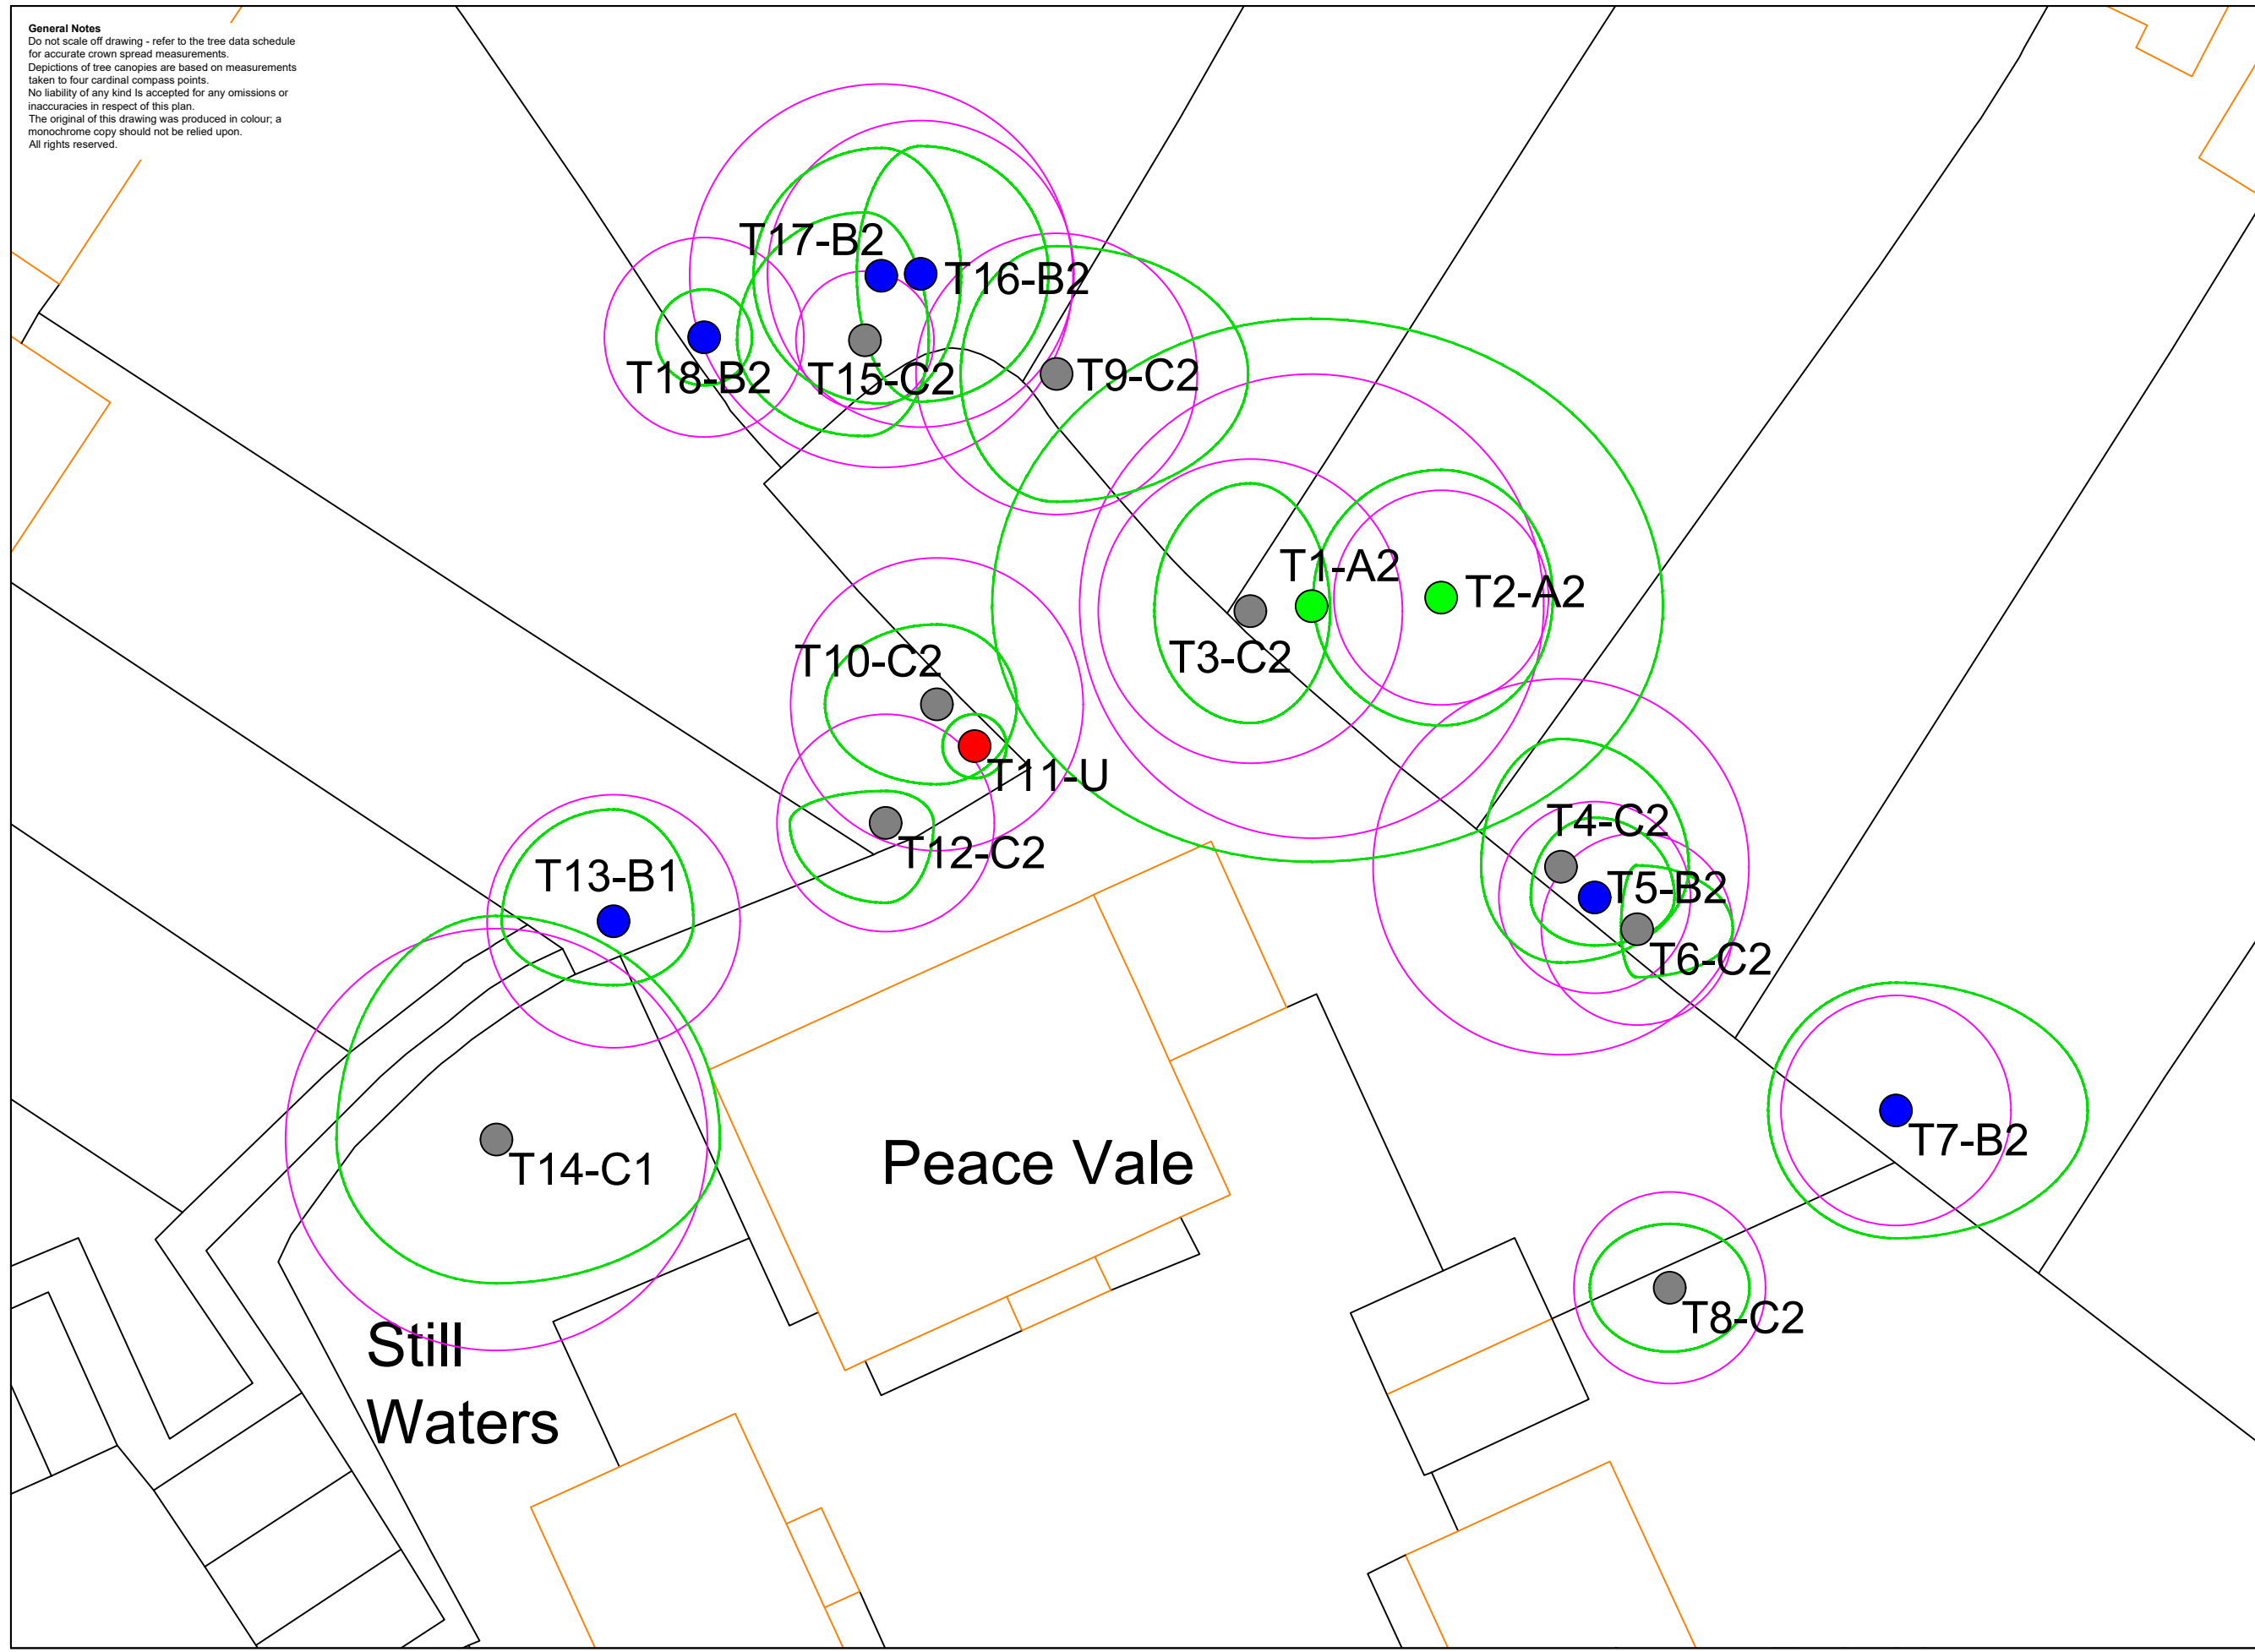 General Notes
Do not scale off drawing - refer to the tree data schedule
for accurate crown spread measurements.
Depictions of tree canopies are based on measurements
taken to four cardinal compass points.
No liability of any kind Is accepted for any omissions or
inaccuracies in respect of this plan.
The original of this drawing was produced in colour; a
monochrome copy should not be relied upon.
All rights reserved.
T17-B2
T16-B2
T18-B2
T15-C2
T9-C2
T1-A2
T2-A2
T3-C2
T10-C2
T11-U
T12-C2
T4-C2
T5-B2
T6-C2
T13-B1
T14-C1
Peace Vale
T7-B2
T8-C2
Still
Waters